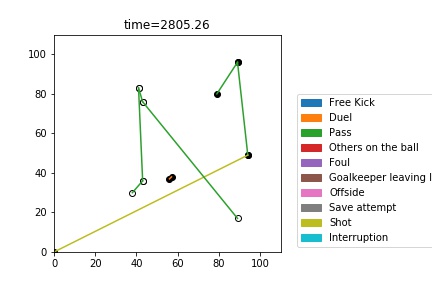 time=2805.26
100
80
60
40
20
0
0 20 40 60 80 100
Free Kick
Duel
Pass
Others on the ball
Foul
Goalkeeper leaving l
Offside
Save attempt
Shot
Interruption